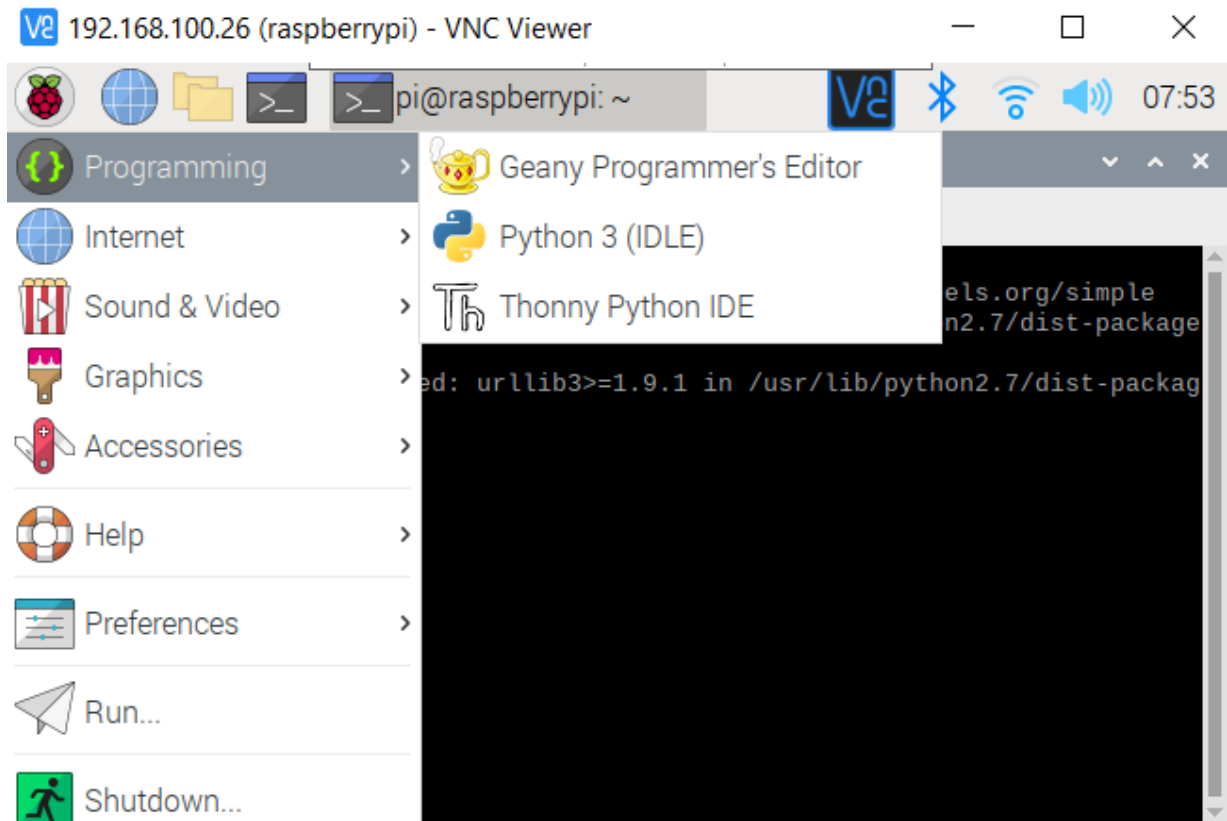 192.168.100.26 (raspberrypi) - VNC Viewer
pi@raspberrypi: ~
07:53
Programming
Geany Programmer's Editor
Internet
Python 3 (IDLE)
Sound & Video
Thonny Python IDE
els.org/simple
n2.7/dist-package
Graphics
ed: urllib3>=1.9.1 in /usr/lib/python2.7/dist-packag
Accessories
Help
Preferences
Run...
Shutdown...